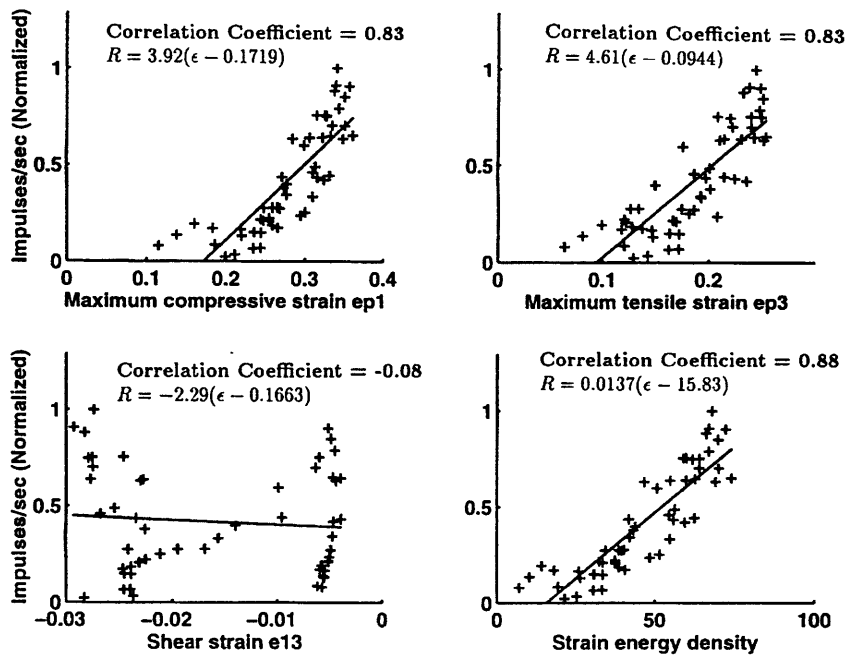 Impulses/sec (Normalized)
Correlation Coefficient = 0.83
R = 3.92(ϵ − 0.1719)
1
0.5
0
0 0.1 0.2 0.3 0.4
Maximum compressive strain ep1
Correlation Coefficient = 0.83
R = 4.61(ϵ − 0.0944)
1
0.5
0
0 0.1 0.2
Maximum tensile strain ep3
Impulses/sec (Normalized)
Correlation Coefficient = -0.08
R = −2.29(ϵ − 0.1663)
1
0.5
0
−0.03 −0.02 −0.01 0
Shear strain e13
Correlation Coefficient = 0.88
R = 0.0137(ϵ − 15.83)
1
0.5
0
0 50 100
Strain energy density